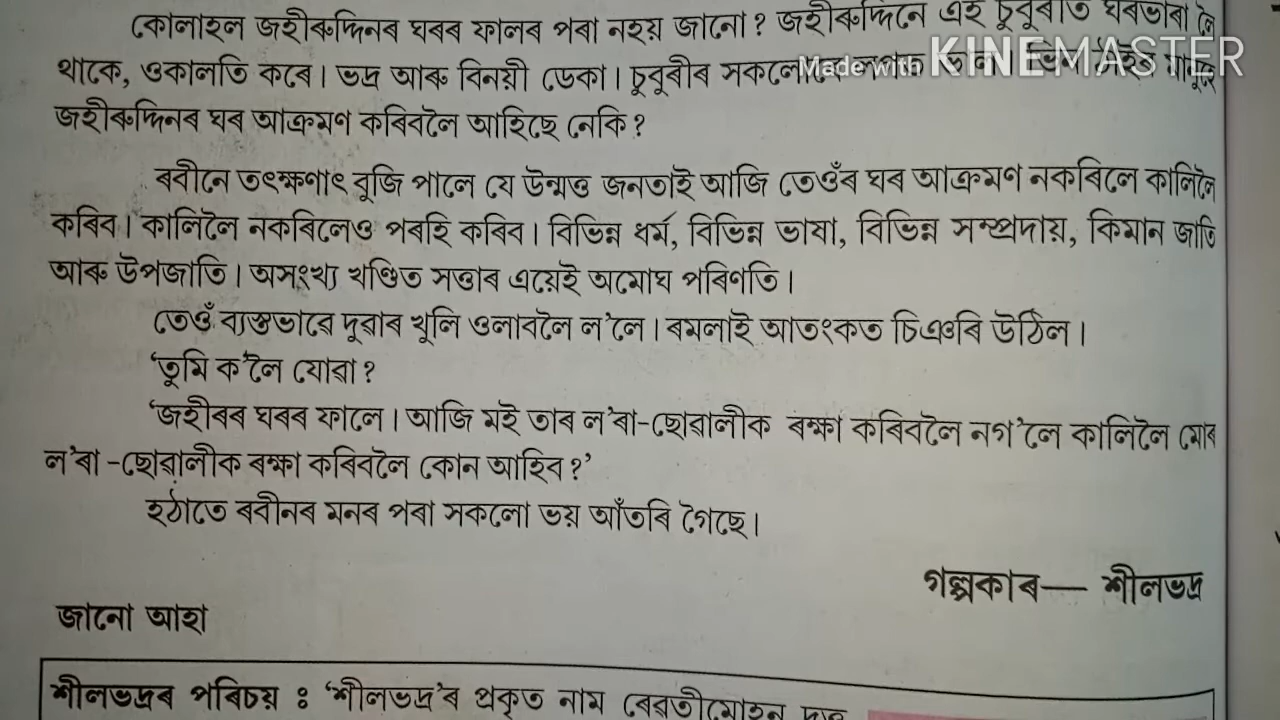 কোলাহল জহীৰুদ্দিনৰ ঘৰৰ ফালৰ পৰা নহয় জানো? জহীৰুদ্দিনে এই চুবুৰীত ঘৰভাৰা লৈ
থাকে, ওকালতি কৰে। ভদ্ৰ আৰু বিনয়ী ডেকা। চুবুৰীৰ সকলোৱে
Made with KINEMASTER
জহীৰুদ্দিনৰ ঘৰ আক্ৰমণ কৰিবলৈ আহিছে নেকি?
ৰবীনে তৎক্ষণাৎ বুজি পালে যে উন্মত্ত জনতাই আজি তেওঁৰ ঘৰ আক্ৰমণ নকৰিলে কালিলৈ
কৰিব। কালিলৈ নকৰিলেও পৰহি কৰিব। বিভিন্ন ধৰ্ম, বিভিন্ন ভাষা, বিভিন্ন সম্প্ৰদায়, কিমান জাতি
আৰু উপজাতি। অসংখ্য খণ্ডিত সত্তাৰ এয়েই অমোঘ পৰিণতি।
তেওঁ ব্যস্তভাৱে দুৱাৰ খুলি ওলাবলৈ ল'লে। ৰমলাই আতংকত চিঞৰি উঠিল।
'তুমি ক'লৈ যোৱা?
'জহীৰৰ ঘৰৰ ফালে। আজি মই তাৰ ল'ৰা-ছোৱালীক ৰক্ষা কৰিবলৈ নগ'লে কালিলৈ মোৰ
ল'ৰা -ছোৱালীক ৰক্ষা কৰিবলৈ কোন আহিব?'
হঠাতে ৰবীনৰ মনৰ পৰা সকলো ভয় আঁতৰি গৈছে।
গল্পকাৰ— শীলভদ্ৰ
জানো আহা
শীলভদ্ৰৰ পৰিচয় : 'শীলভদ্ৰ'ৰ প্ৰকৃত নাম ৰেৱতীমোহন